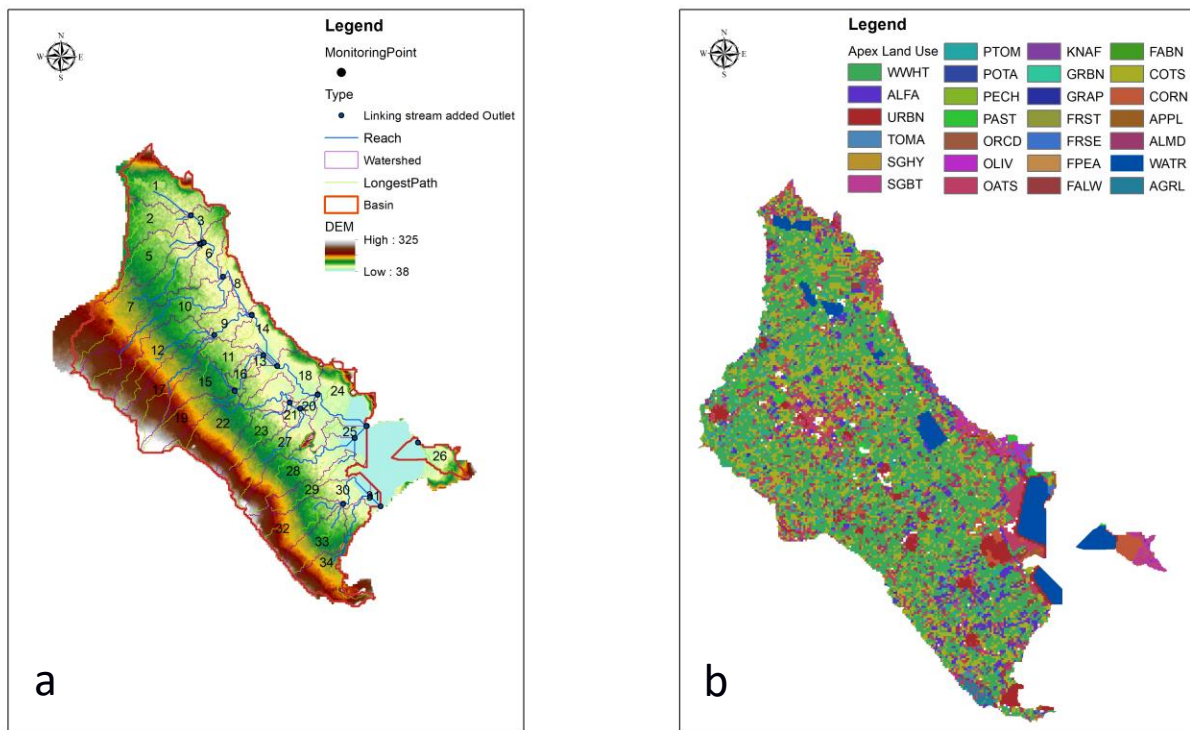 Legend
MonitoringPoint
Type
Linking stream added Outlet
Reach
Watershed
LongestPath
Basin
DEM
High : 325
Low : 38
N
W E
S
1
2
3
6
5
8
7
10
9
14
12
11
13
15
16
18
17
24
20
21
19
22
23
25
27
26
28
29
30
1
32
33
34
a
Legend
Apex Land Use
WWHT
ALFA
URBN
TOMA
SGHY
SGBT
PTOM
POTA
PECH
PAST
ORCD
OLIV
OATS
KNAF
GRBN
GRAP
FRST
FRSE
FPEA
FALW
FABN
COTS
CORN
APPL
ALMD
WATR
AGRL
N
W E
S
b